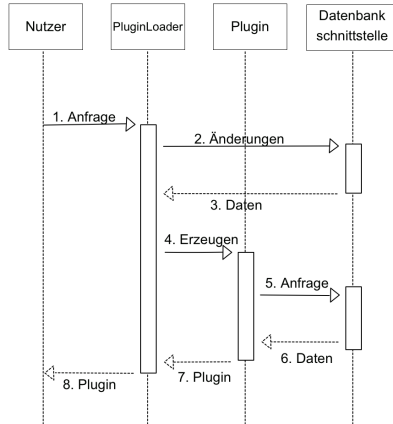 Nutzer
PluginLoader
Plugin
Datenbank
schnittstelle
1. Anfrage
2. Änderungen
3. Daten
4. Erzeugen
5. Anfrage
6. Daten
7. Plugin
8. Plugin